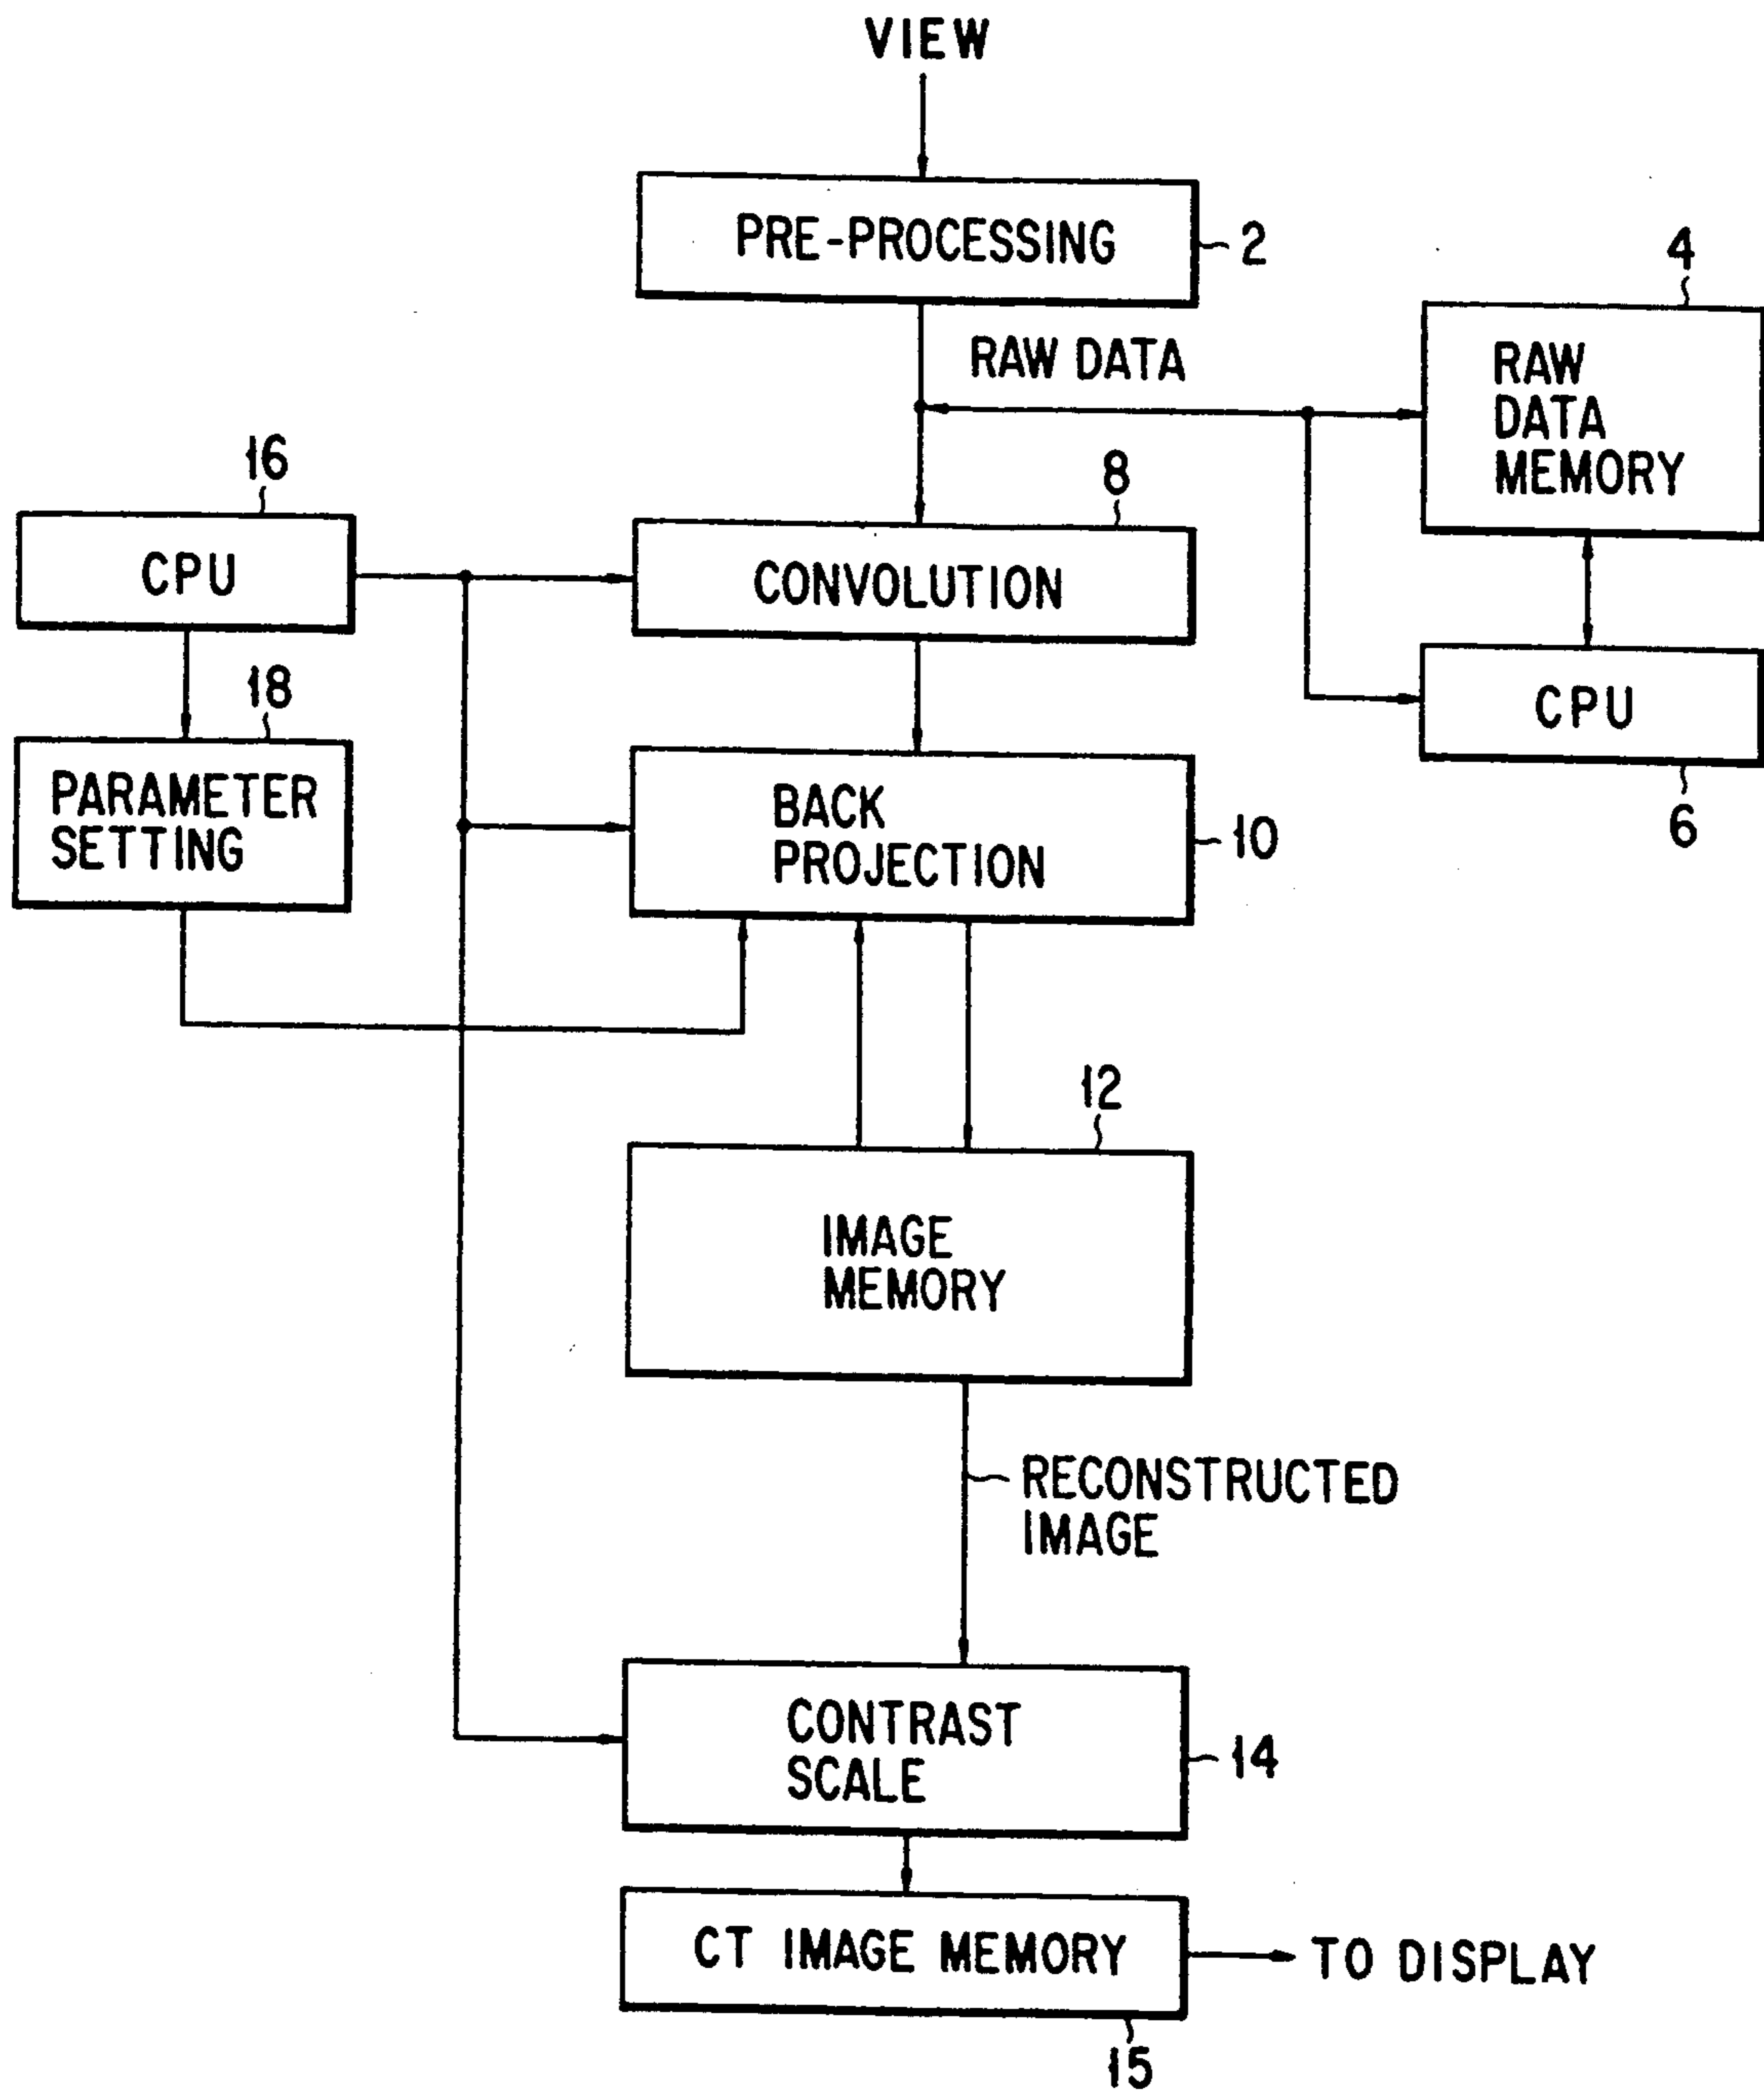 VIEW
PRE-PROCESSING
2
4
RAW DATA
RAW
DATA
MEMORY
16
8
CPU
CONVOLUTION
18
CPU
6
PARAMETER
SETTING
BACK
PROJECTION
10
12
IMAGE
MEMORY
RECONSTRUCTED
IMAGE
CONTRAST
SCALE
14
CT IMAGE MEMORY
TO DISPLAY
15